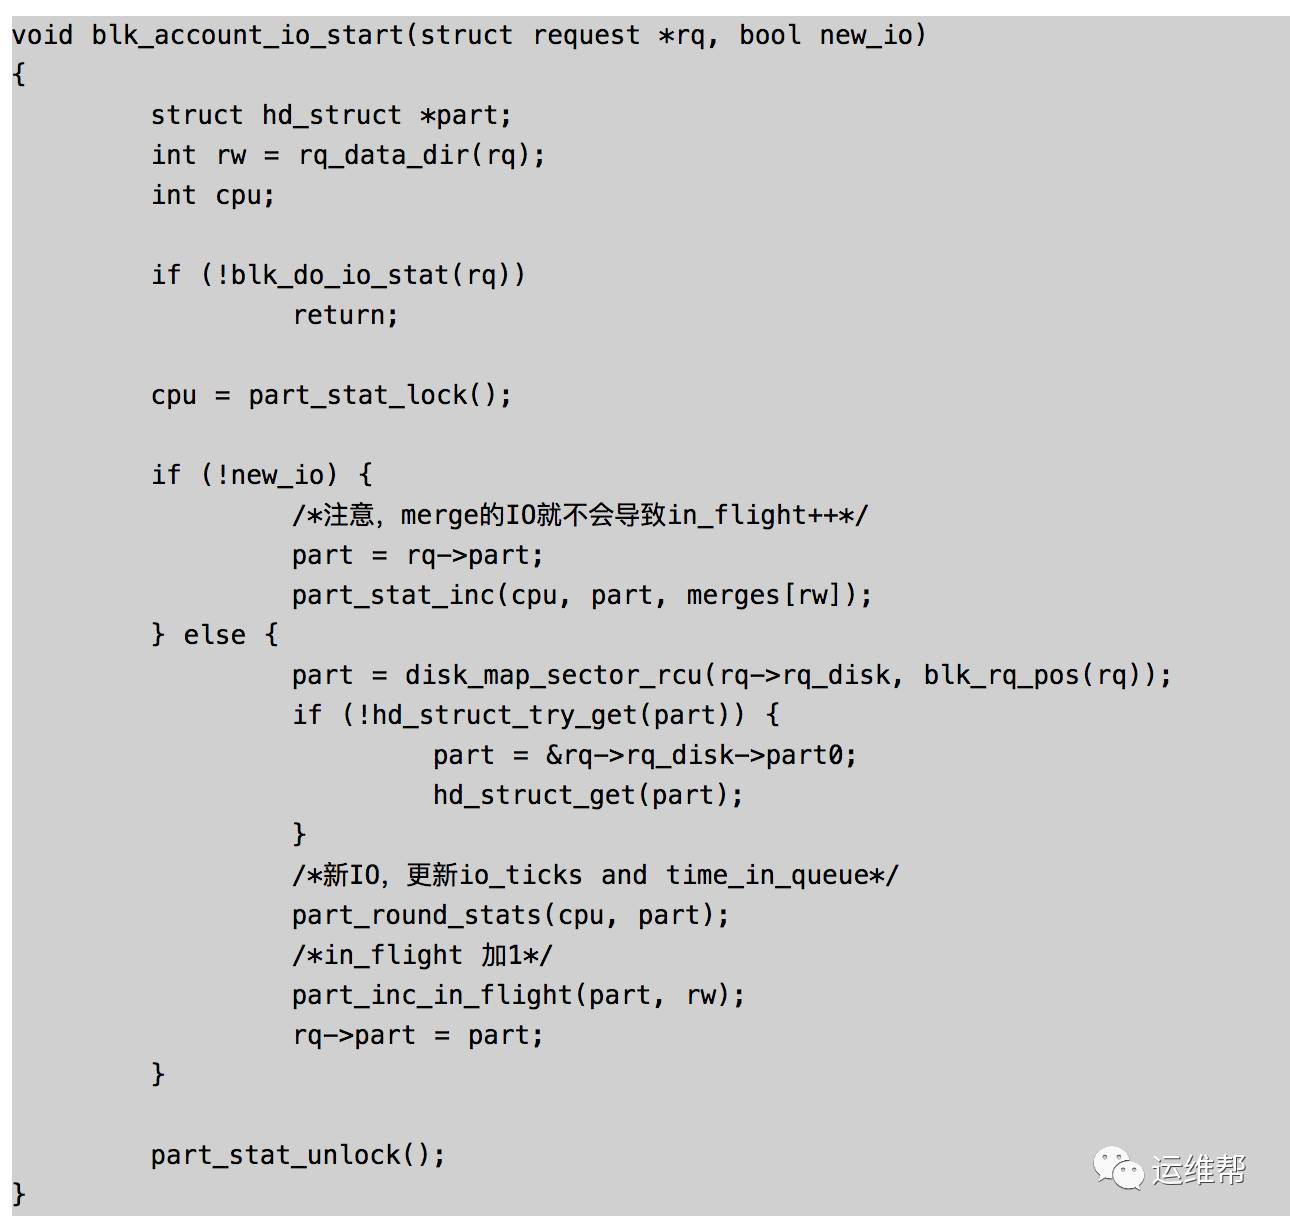 void blk_account_io_start(struct request *rq, bool new_io)
{
        struct hd_struct *part;
        int rw = rq_data_dir(rq);
        int cpu;

        if (!blk_do_io_stat(rq))
                return;

        cpu = part_stat_lock();

        if (!new_io) {
                /*注意，merge的IO就不会导致in_flight++*/
                part = rq->part;
                part_stat_inc(cpu, part, merges[rw]);
        } else {
                part = disk_map_sector_rcu(rq->rq_disk, blk_rq_pos(rq));
                if (!hd_struct_try_get(part)) {
                        part = &rq->rq_disk->part0;
                        hd_struct_get(part);
                }
                /*新IO，更新io_ticks and time_in_queue*/
                part_round_stats(cpu, part);
                /*in_flight 加1*/
                part_inc_in_flight(part, rw);
                rq->part = part;
        }

        part_stat_unlock();
}
运维帮